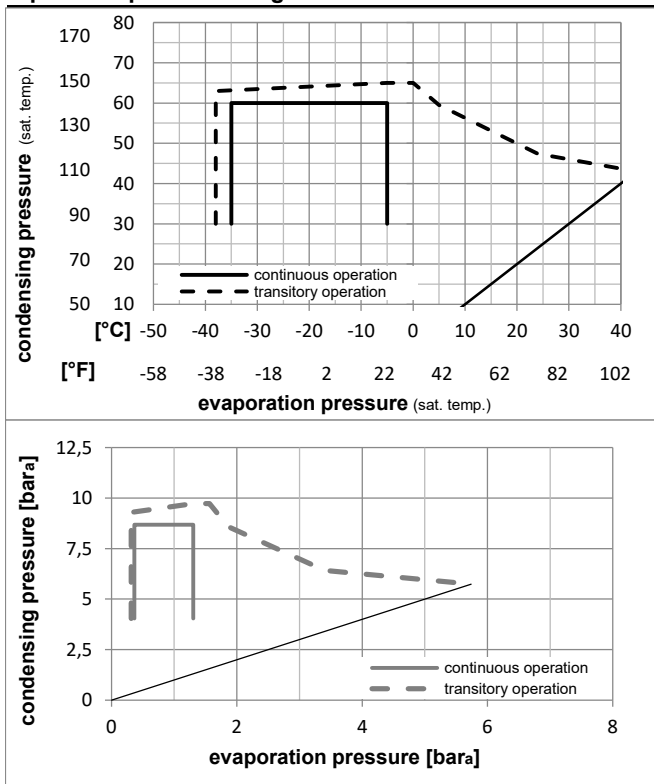 condensing pressure (sat. temp.)
170 80
70
150 60
130 50
110 40
90 30
70 20
50 10
continuous operation
transitory operation
[°C] -50 -40 -30 -20 -10 0 10 20 30 40
[°F] -58 -38 -18 2 22 42 62 82 102
evaporation pressure (sat. temp.)
condensing pressure [bara]
12,5
10
7,5
5
2,5
0
continuous operation
transitory operation
0 2 4 6 8
evaporation pressure [bara]